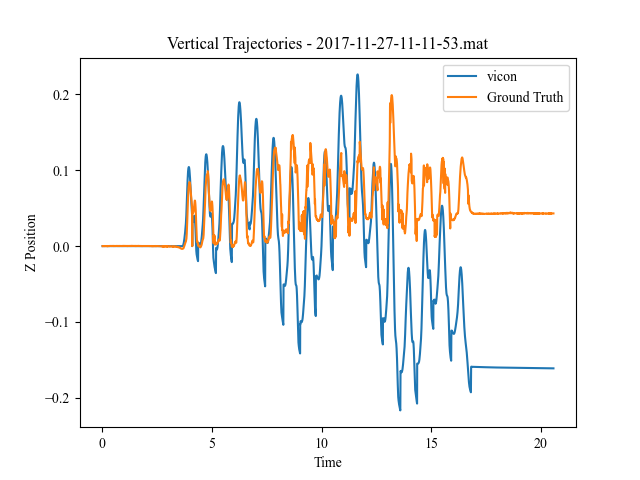 Vertical Trajectories - 2017-11-27-11-11-53.mat
vicon
Ground Truth
Z Position
0.2
0.1
0.0
−0.1
−0.2
0 5 10 15 20
Time